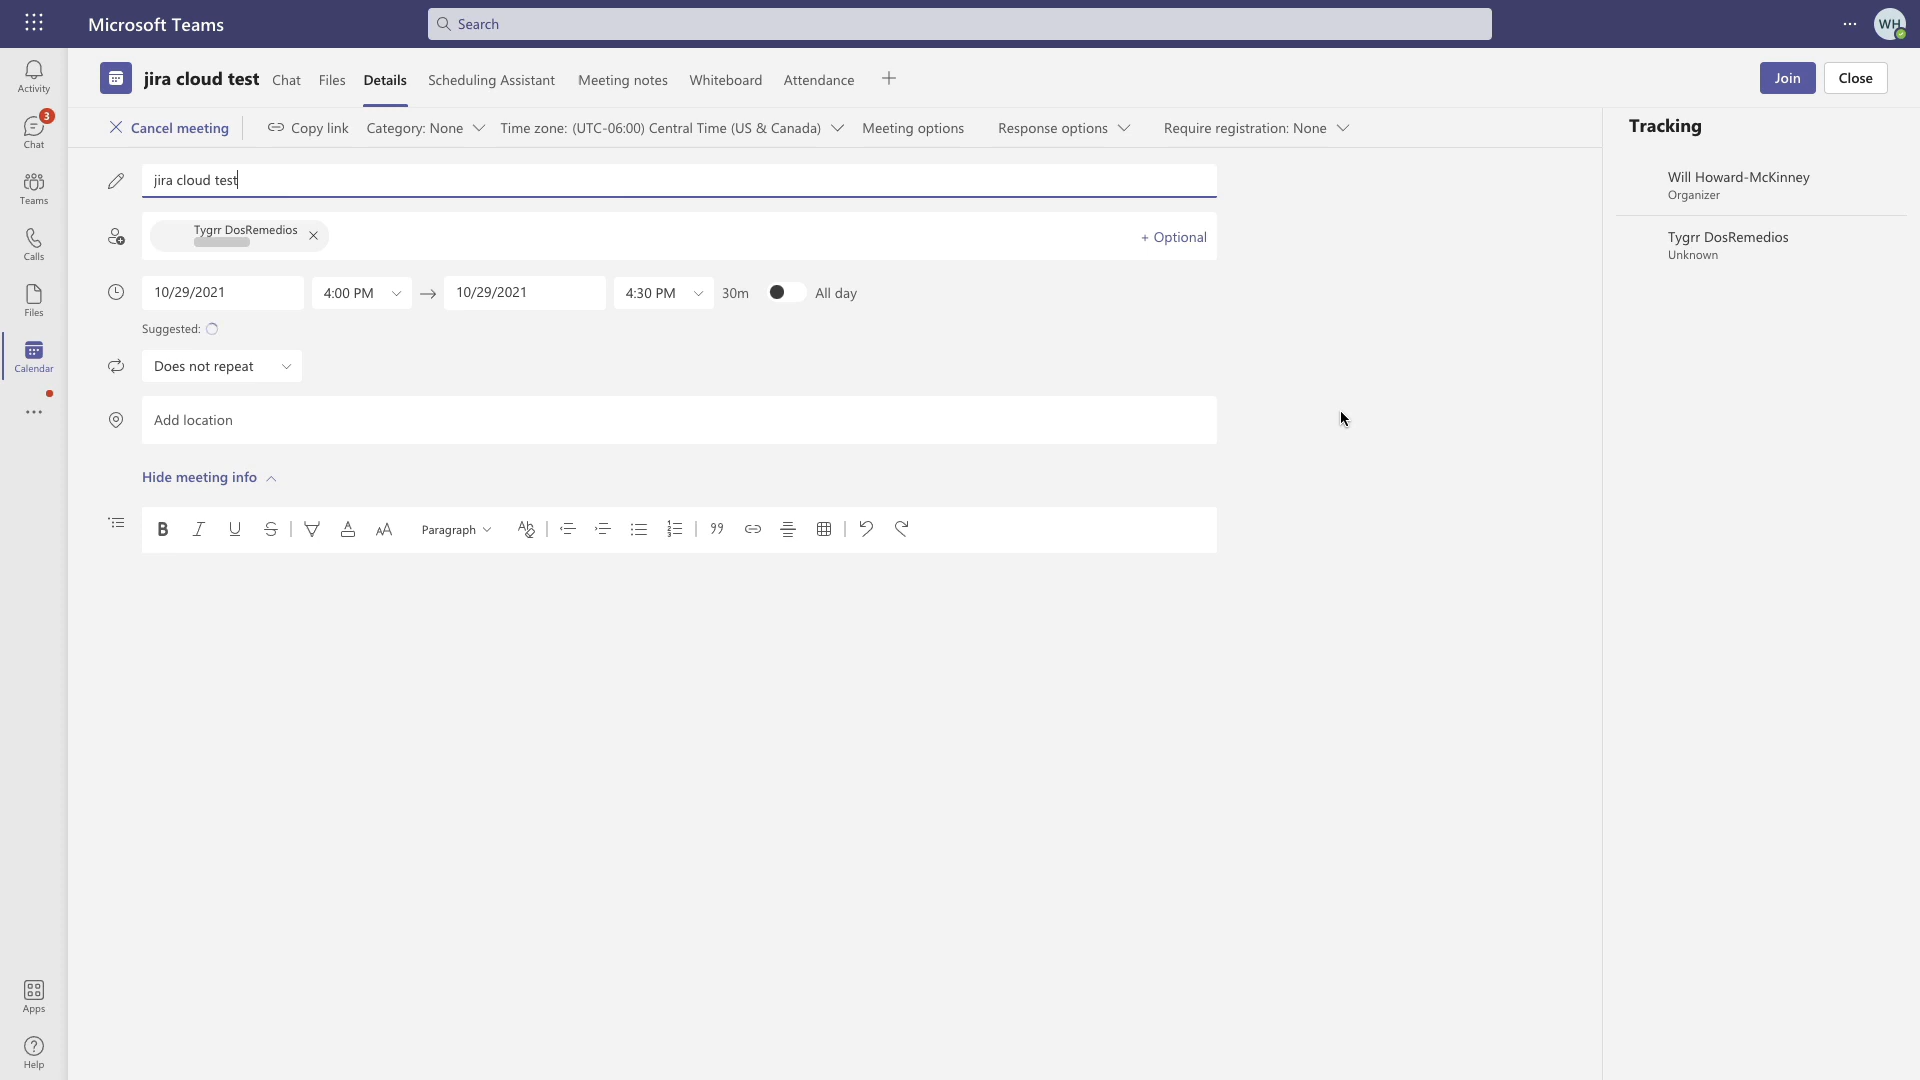 Microsoft Teams
Search
WH
Activity
3
Chat
Teams
Calls
Files
Calendar
Apps
Help
jira cloud test
Chat
Files
Details
Scheduling Assistant
Meeting notes
Whiteboard
Attendance
Join
Close
Cancel meeting
Copy link
Category: None
Time zone: (UTC-06:00) Central Time (US & Canada)
Meeting options
Response options
Require registration: None
jira cloud test
Tygrr DosRemedios
+ Optional
10/29/2021
4:00 PM
10/29/2021
4:30 PM
30m
All day
Suggested:
Does not repeat
Add location
Hide meeting info
Paragraph
Tracking
Will Howard-McKinney
Organizer
Tygrr DosRemedios
Unknown